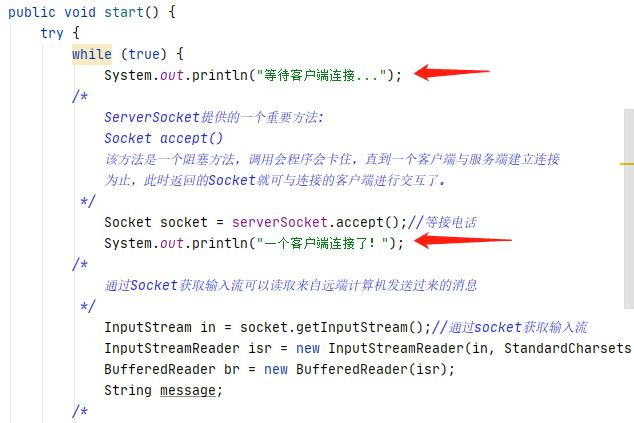 public void start() {
try {
while (true) {
System.out.println("等待客户端连接...");
/*
ServerSocket提供的一个重要方法:
Socket accept()
该方法是一个阻塞方法，调用会程序会卡住，直到一个客户端与服务端建立连接
为止，此时返回的Socket就可与连接的客户端进行交互了。
*/
Socket socket = serverSocket.accept();//等接电话
System.out.println("一个客户端连接了！");
/*
通过Socket获取输入流可以读取来自远端计算机发送过来的消息
*/
InputStream in = socket.getInputStream();//通过socket获取输入流
InputStreamReader isr = new InputStreamReader(in, StandardCharsets
BufferedReader br = new BufferedReader(isr);
String message;
/*